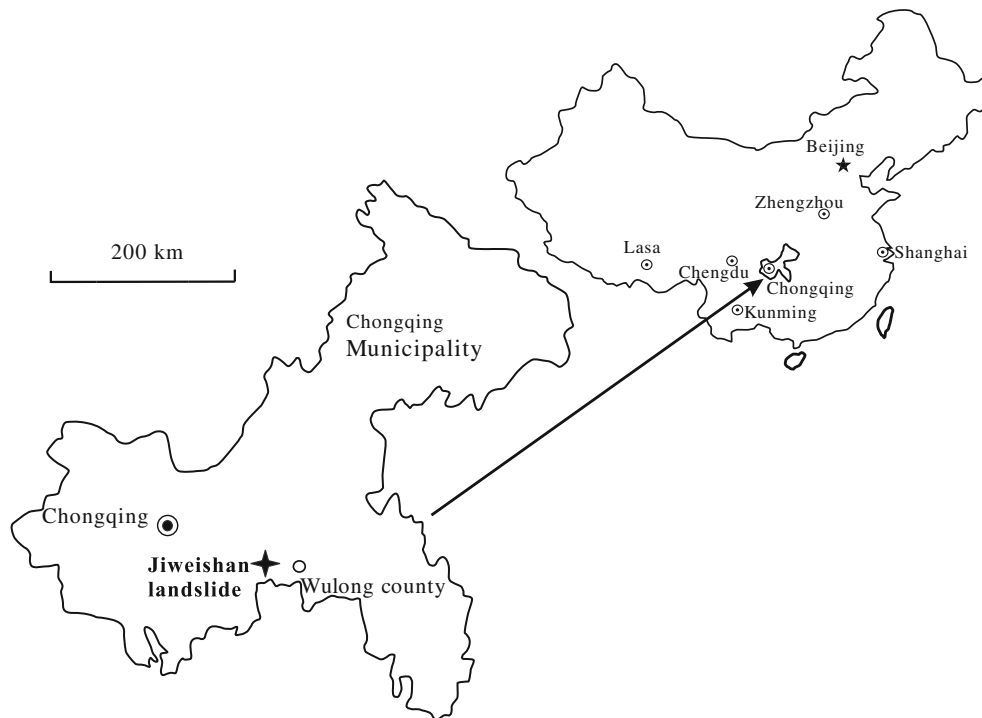 Beijing
Zhengzhou
Lasa
Shanghai
Chengdu
Chongqing
Kunming
200 km
Chongqing
Municipality
Chongqing
Jiweishan
landslide
Wulong county